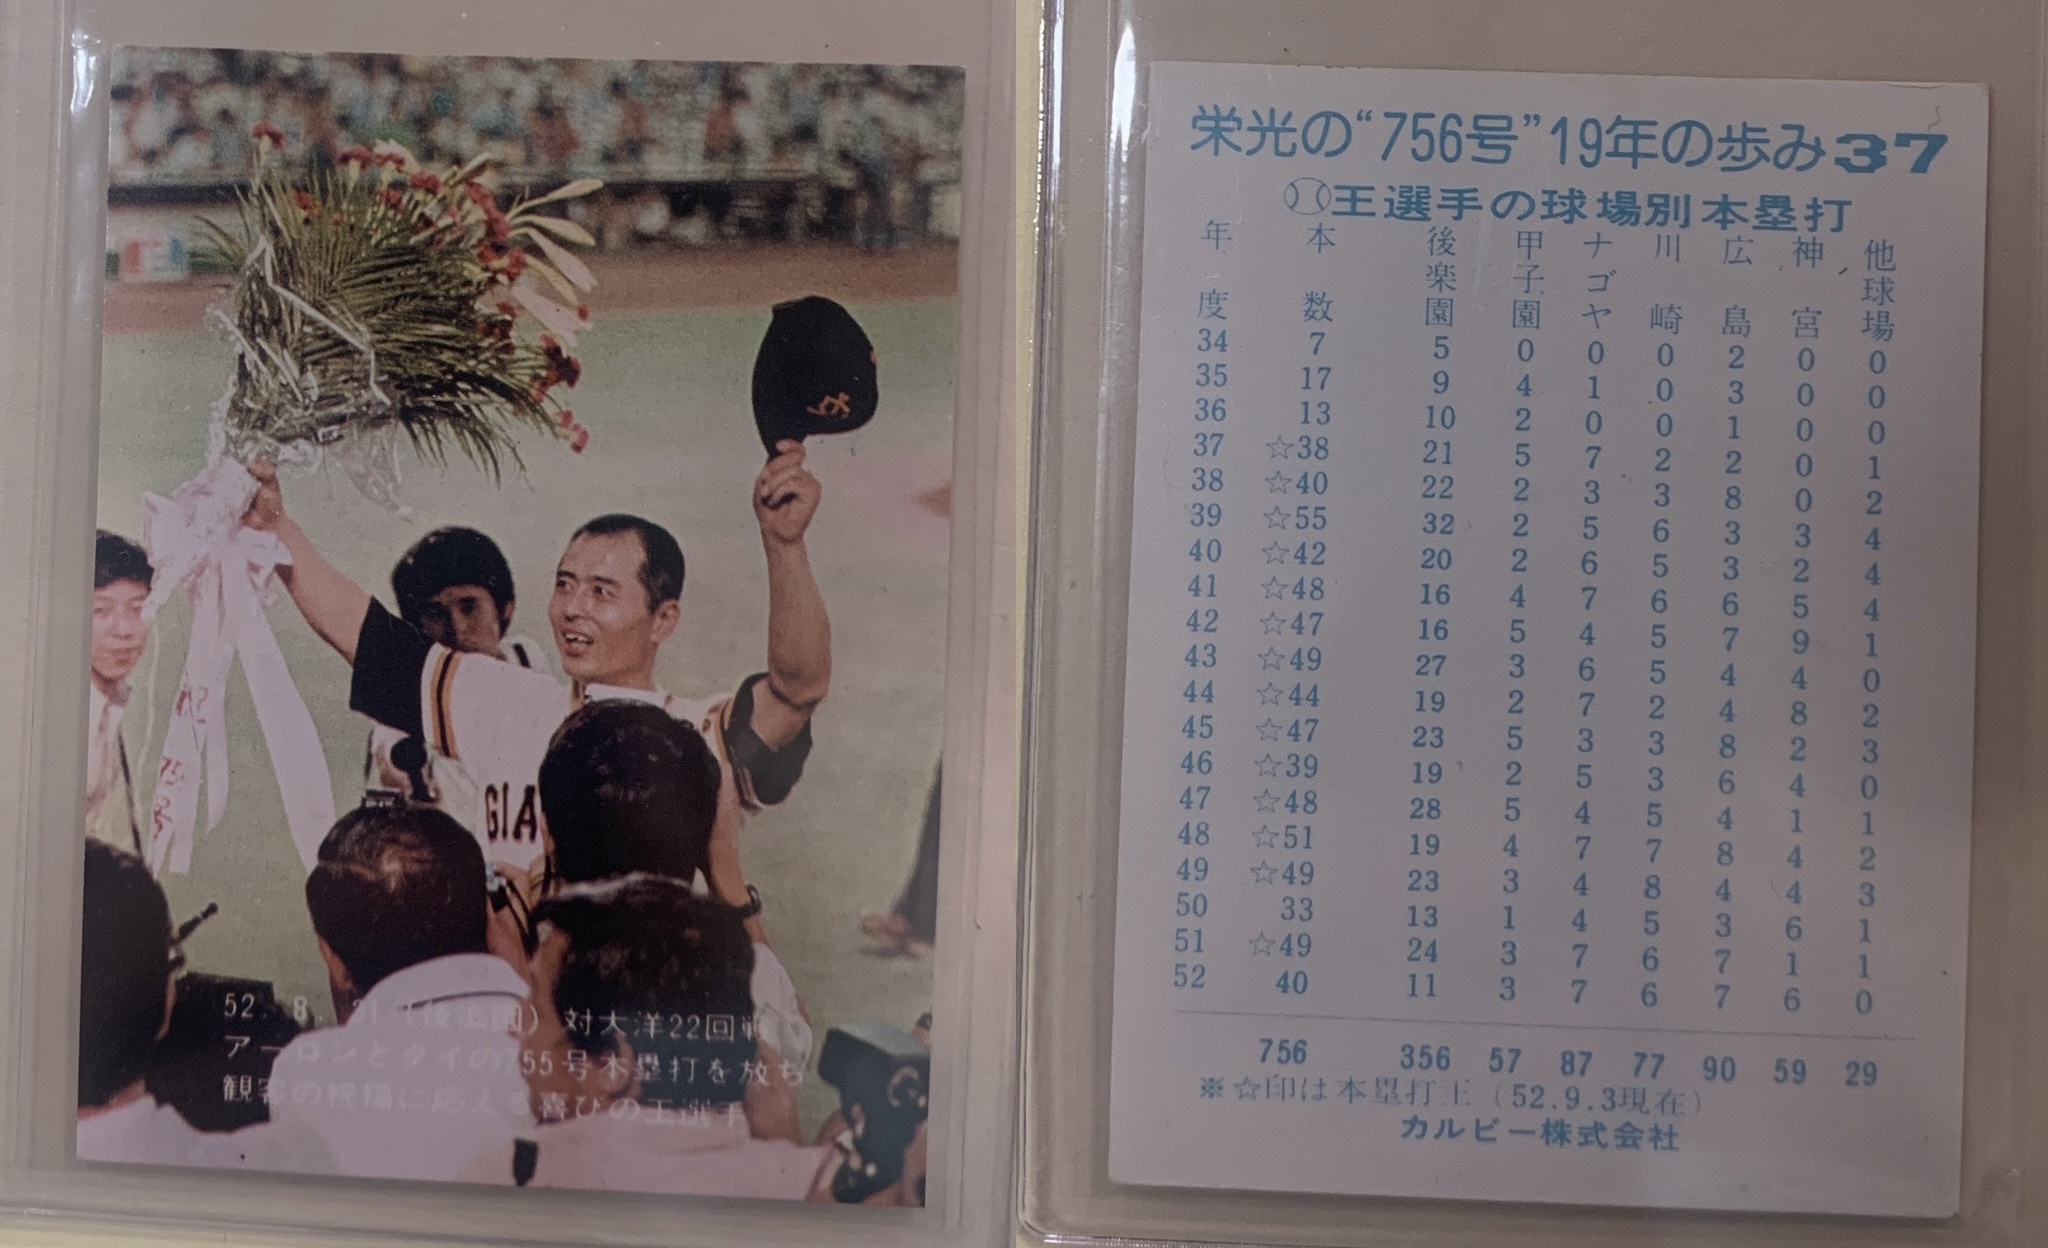 GIA
52. 8. 31 (後楽園) 対大洋22回戦
アーロンとタイの755号本塁打を放ち
観客の祝福に応える喜びの王選手
栄光の“756号”19年の歩み37
王選手の球場別本塁打
年度 本数 後楽園 甲子園 ナゴヤ 川崎 広島 神宮 他球場
34 7 5 0 0 0 2 0 0
35 17 9 4 1 0 3 0 0
36 13 10 2 0 0 1 0 0
37 ☆38 21 5 7 2 2 0 1
38 ☆40 22 2 3 3 8 0 2
39 ☆55 32 2 5 6 3 3 4
40 ☆42 20 2 6 5 3 2 4
41 ☆48 16 4 7 6 6 5 4
42 ☆47 16 5 4 5 7 9 1
43 ☆49 27 3 6 5 4 4 0
44 ☆44 19 2 7 2 4 8 2
45 ☆47 23 5 3 3 8 2 3
46 ☆39 19 2 5 3 6 4 0
47 ☆48 28 5 4 5 4 1 1
48 ☆51 19 4 7 7 8 4 2
49 ☆49 23 3 4 8 4 4 3
50 33 13 1 4 5 3 6 1
51 ☆49 24 3 7 6 7 1 1
52 40 11 3 7 6 7 6 0
756 356 57 87 77 90 59 29
※☆印は本塁打王（52.9.3現在）
カルビー株式会社